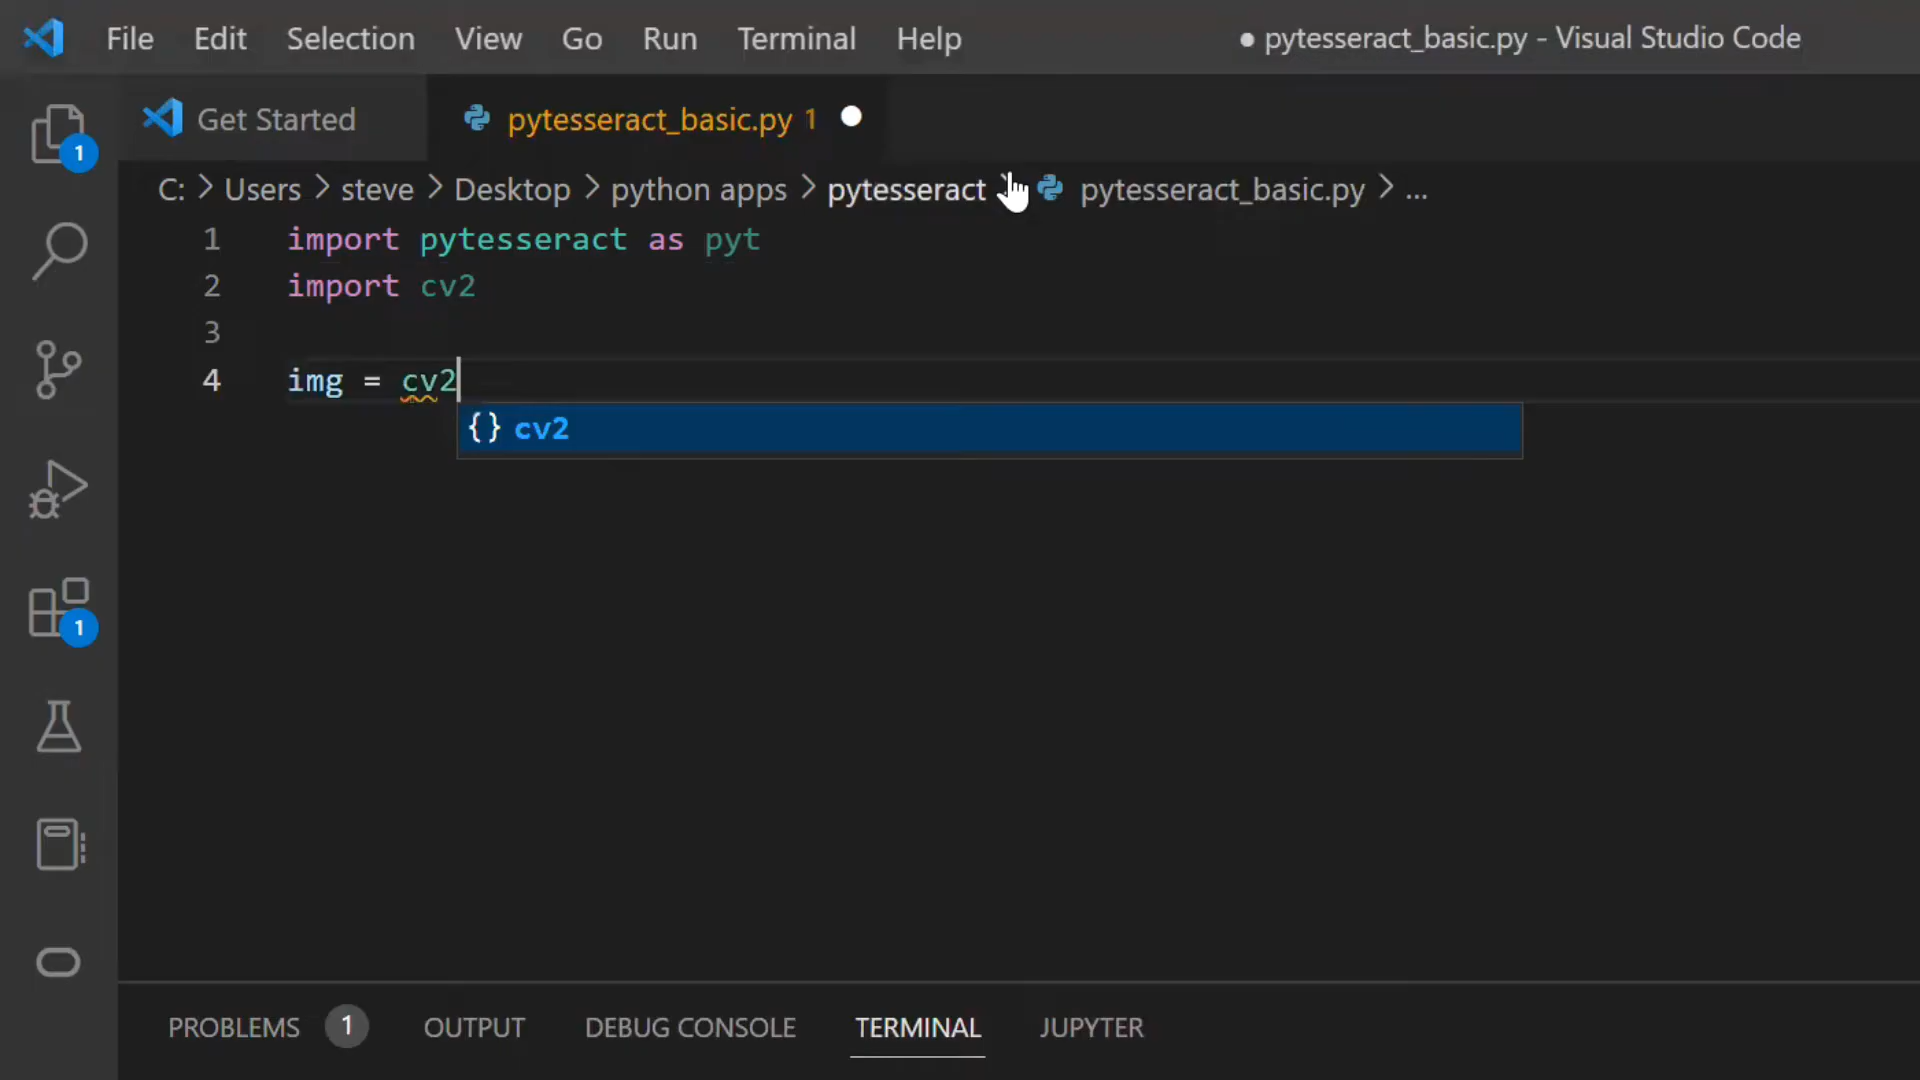 File Edit Selection View Go Run Terminal Help ● pytesseract_basic.py - Visual Studio Code
Get Started pytesseract_basic.py 1
C: > Users > steve > Desktop > python apps > pytesseract > pytesseract_basic.py > ...
1 import pytesseract as pyt
2 import cv2
3
4 img = cv2
{} cv2
1
1
PROBLEMS 1 OUTPUT DEBUG CONSOLE TERMINAL JUPYTER